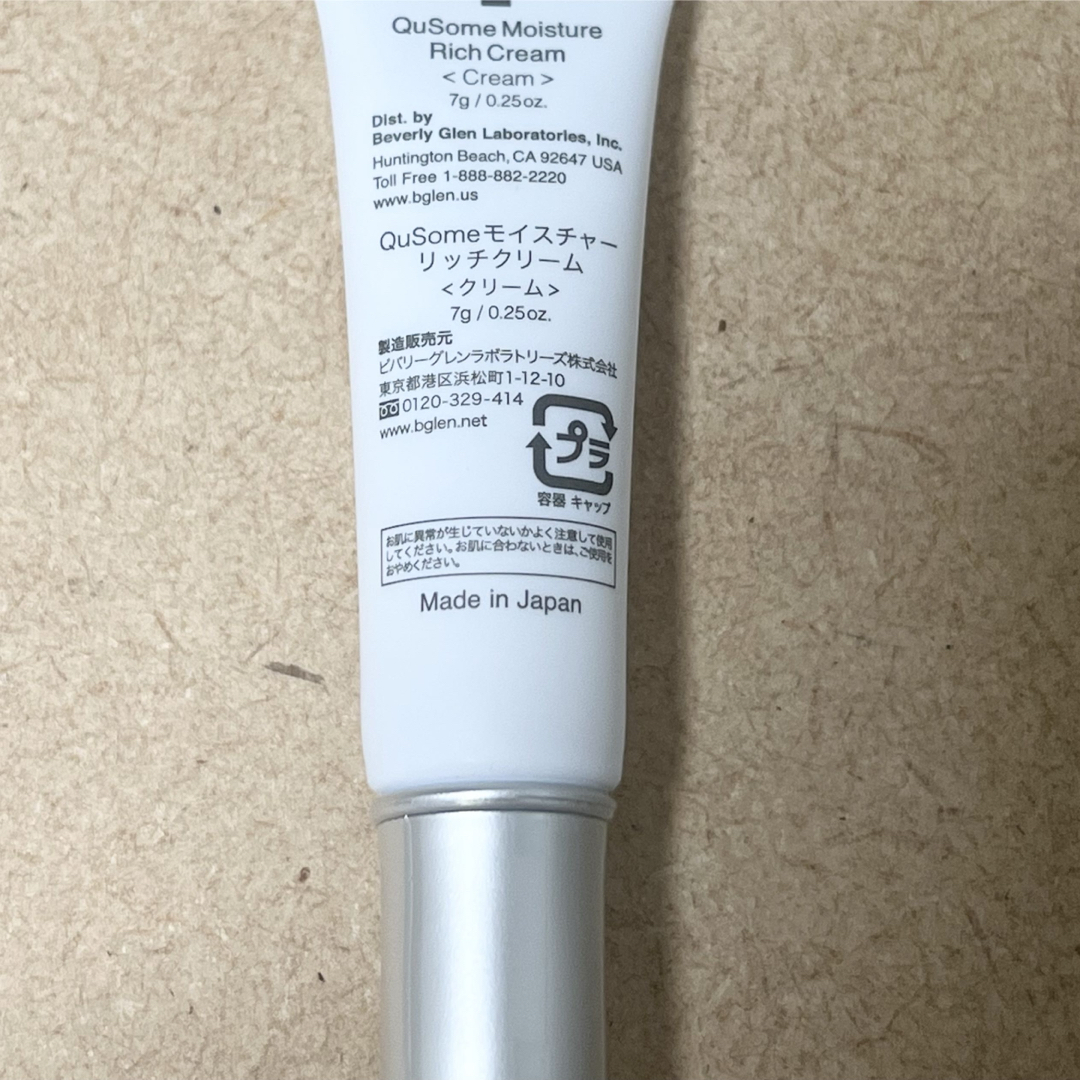 QuSome Moisture
Rich Cream
< Cream >
7g / 0.25oz.
Dist. by
Beverly Glen Laboratories, Inc.
Huntington Beach, CA 92647 USA
Toll Free 1-888-882-2220
www.bglen.us
QuSomeモイスチャー
リッチクリーム
<クリーム>
7g / 0.25oz.
製造販売元
ビバリーグレンラボラトリーズ株式会社
東京都港区浜松町1-12-10
0120-329-414
www.bglen.net
プラ
容器 キャップ
お肌に異常が生じていないかよく注意して使用
してください。お肌に合わないときは、ご使用を
おやめください。
Made in Japan